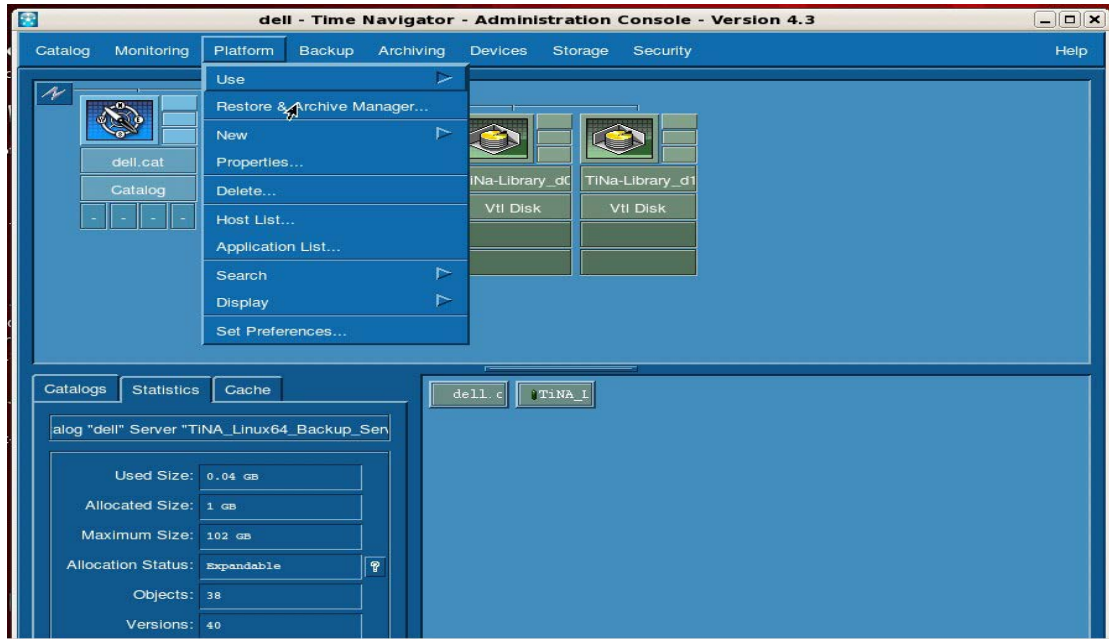 dell - Time Navigator - Administration Console - Version 4.3
Catalog Monitoring Platform Backup Archiving Devices Storage Security Help
Use
Restore & Archive Manager...
New
Properties...
Delete...
Host List...
Application List...
Search
Display
Set Preferences...
dell.cat
Catalog
- - - -
iNa-Library_d0
Vtl Disk
TiNa-Library_d1
Vtl Disk
Catalogs Statistics Cache
alog "dell" Server "TiNA_Linux64_Backup_Serv
Used Size: 0.04 GB
Allocated Size: 1 GB
Maximum Size: 102 GB
Allocation Status: Expandable ?
Objects: 38
Versions: 40
dell.c TiNA_L